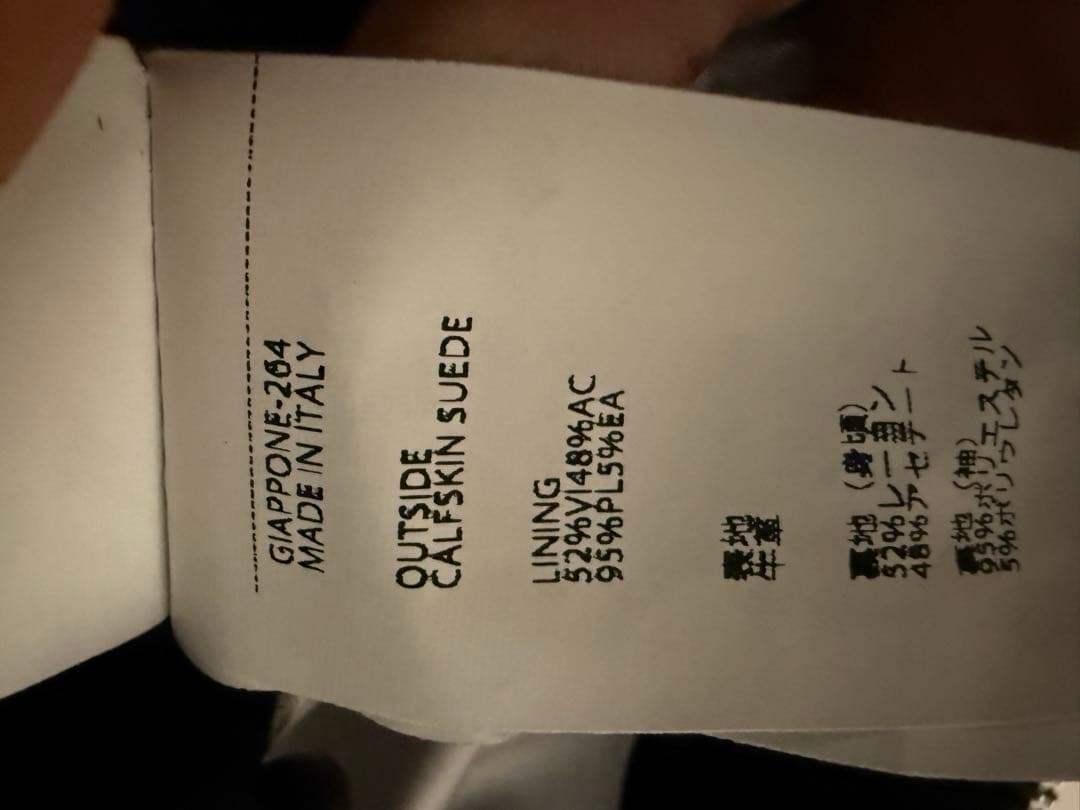 GIAPPONE-264
MADE IN ITALY
OUTSIDE
CALFSKIN SUEDE
LINING
52%VI48%AC
95%PL5%EA
表地
牛革
裏地 (身頃)
52%レーヨン
48%アセテート
裏地 (袖)
95%ポリエステル
5%ポリウレタン